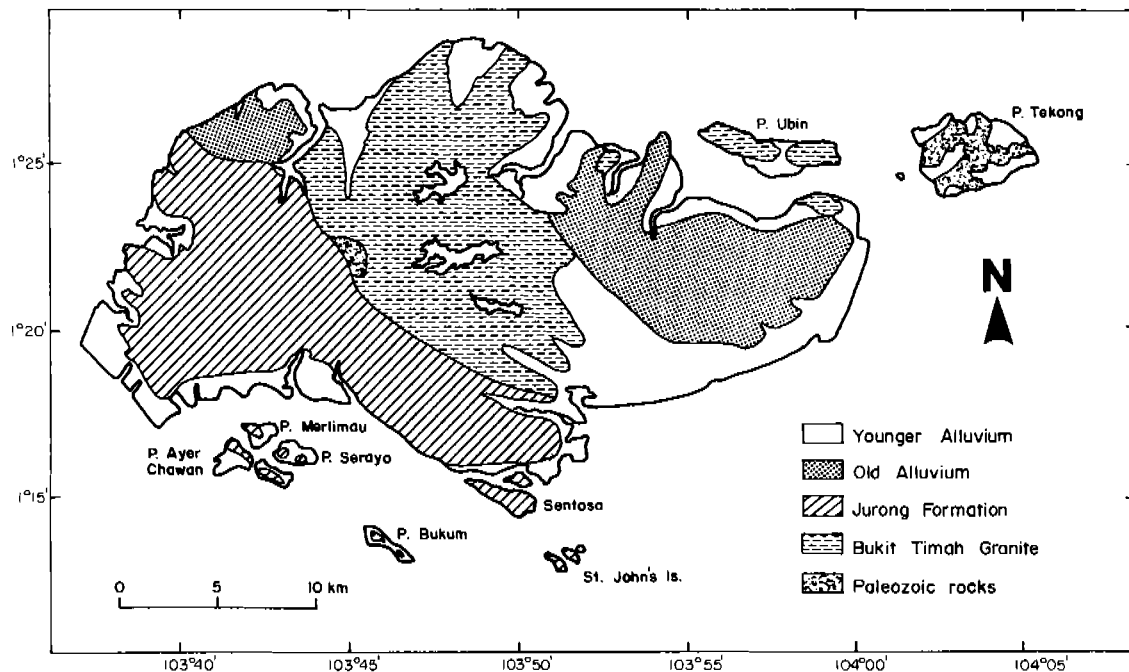 P. Ubin
P. Tekong
1°25'
N
1°20'
P. Merlimau
P. Ayer
Chawan
P. Serayo
Younger Alluvium
Old Alluvium
1°15'
Sentosa
Jurong Formation
P. Bukum
Bukit Timah Granite
St. John's Is.
0 5 10 km
Paleozoic rocks
103°40' 103°45' 103°50' 103°55' 104°00' 104°05'